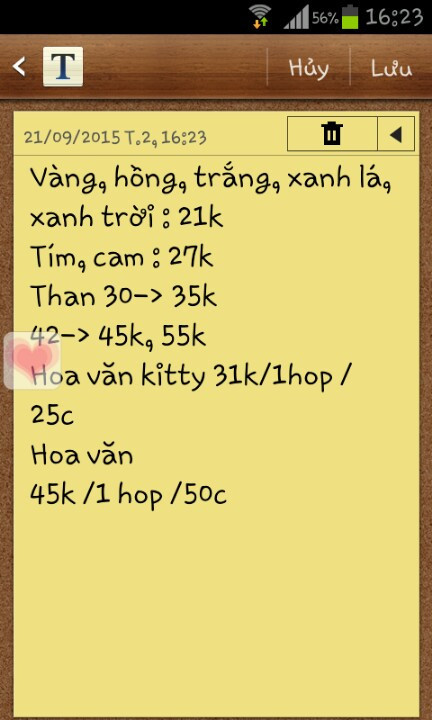 56% 16:23
T Hủy Lưu
21/09/2015 T.2, 16:23
Vàng, hồng, trắng, xanh lá,
xanh trời : 21k
Tím, cam : 27k
Than 30-> 35k
42-> 45k, 55k
Hoa văn kitty 31k/1hop /
25c
Hoa văn
45k /1 hop /50c